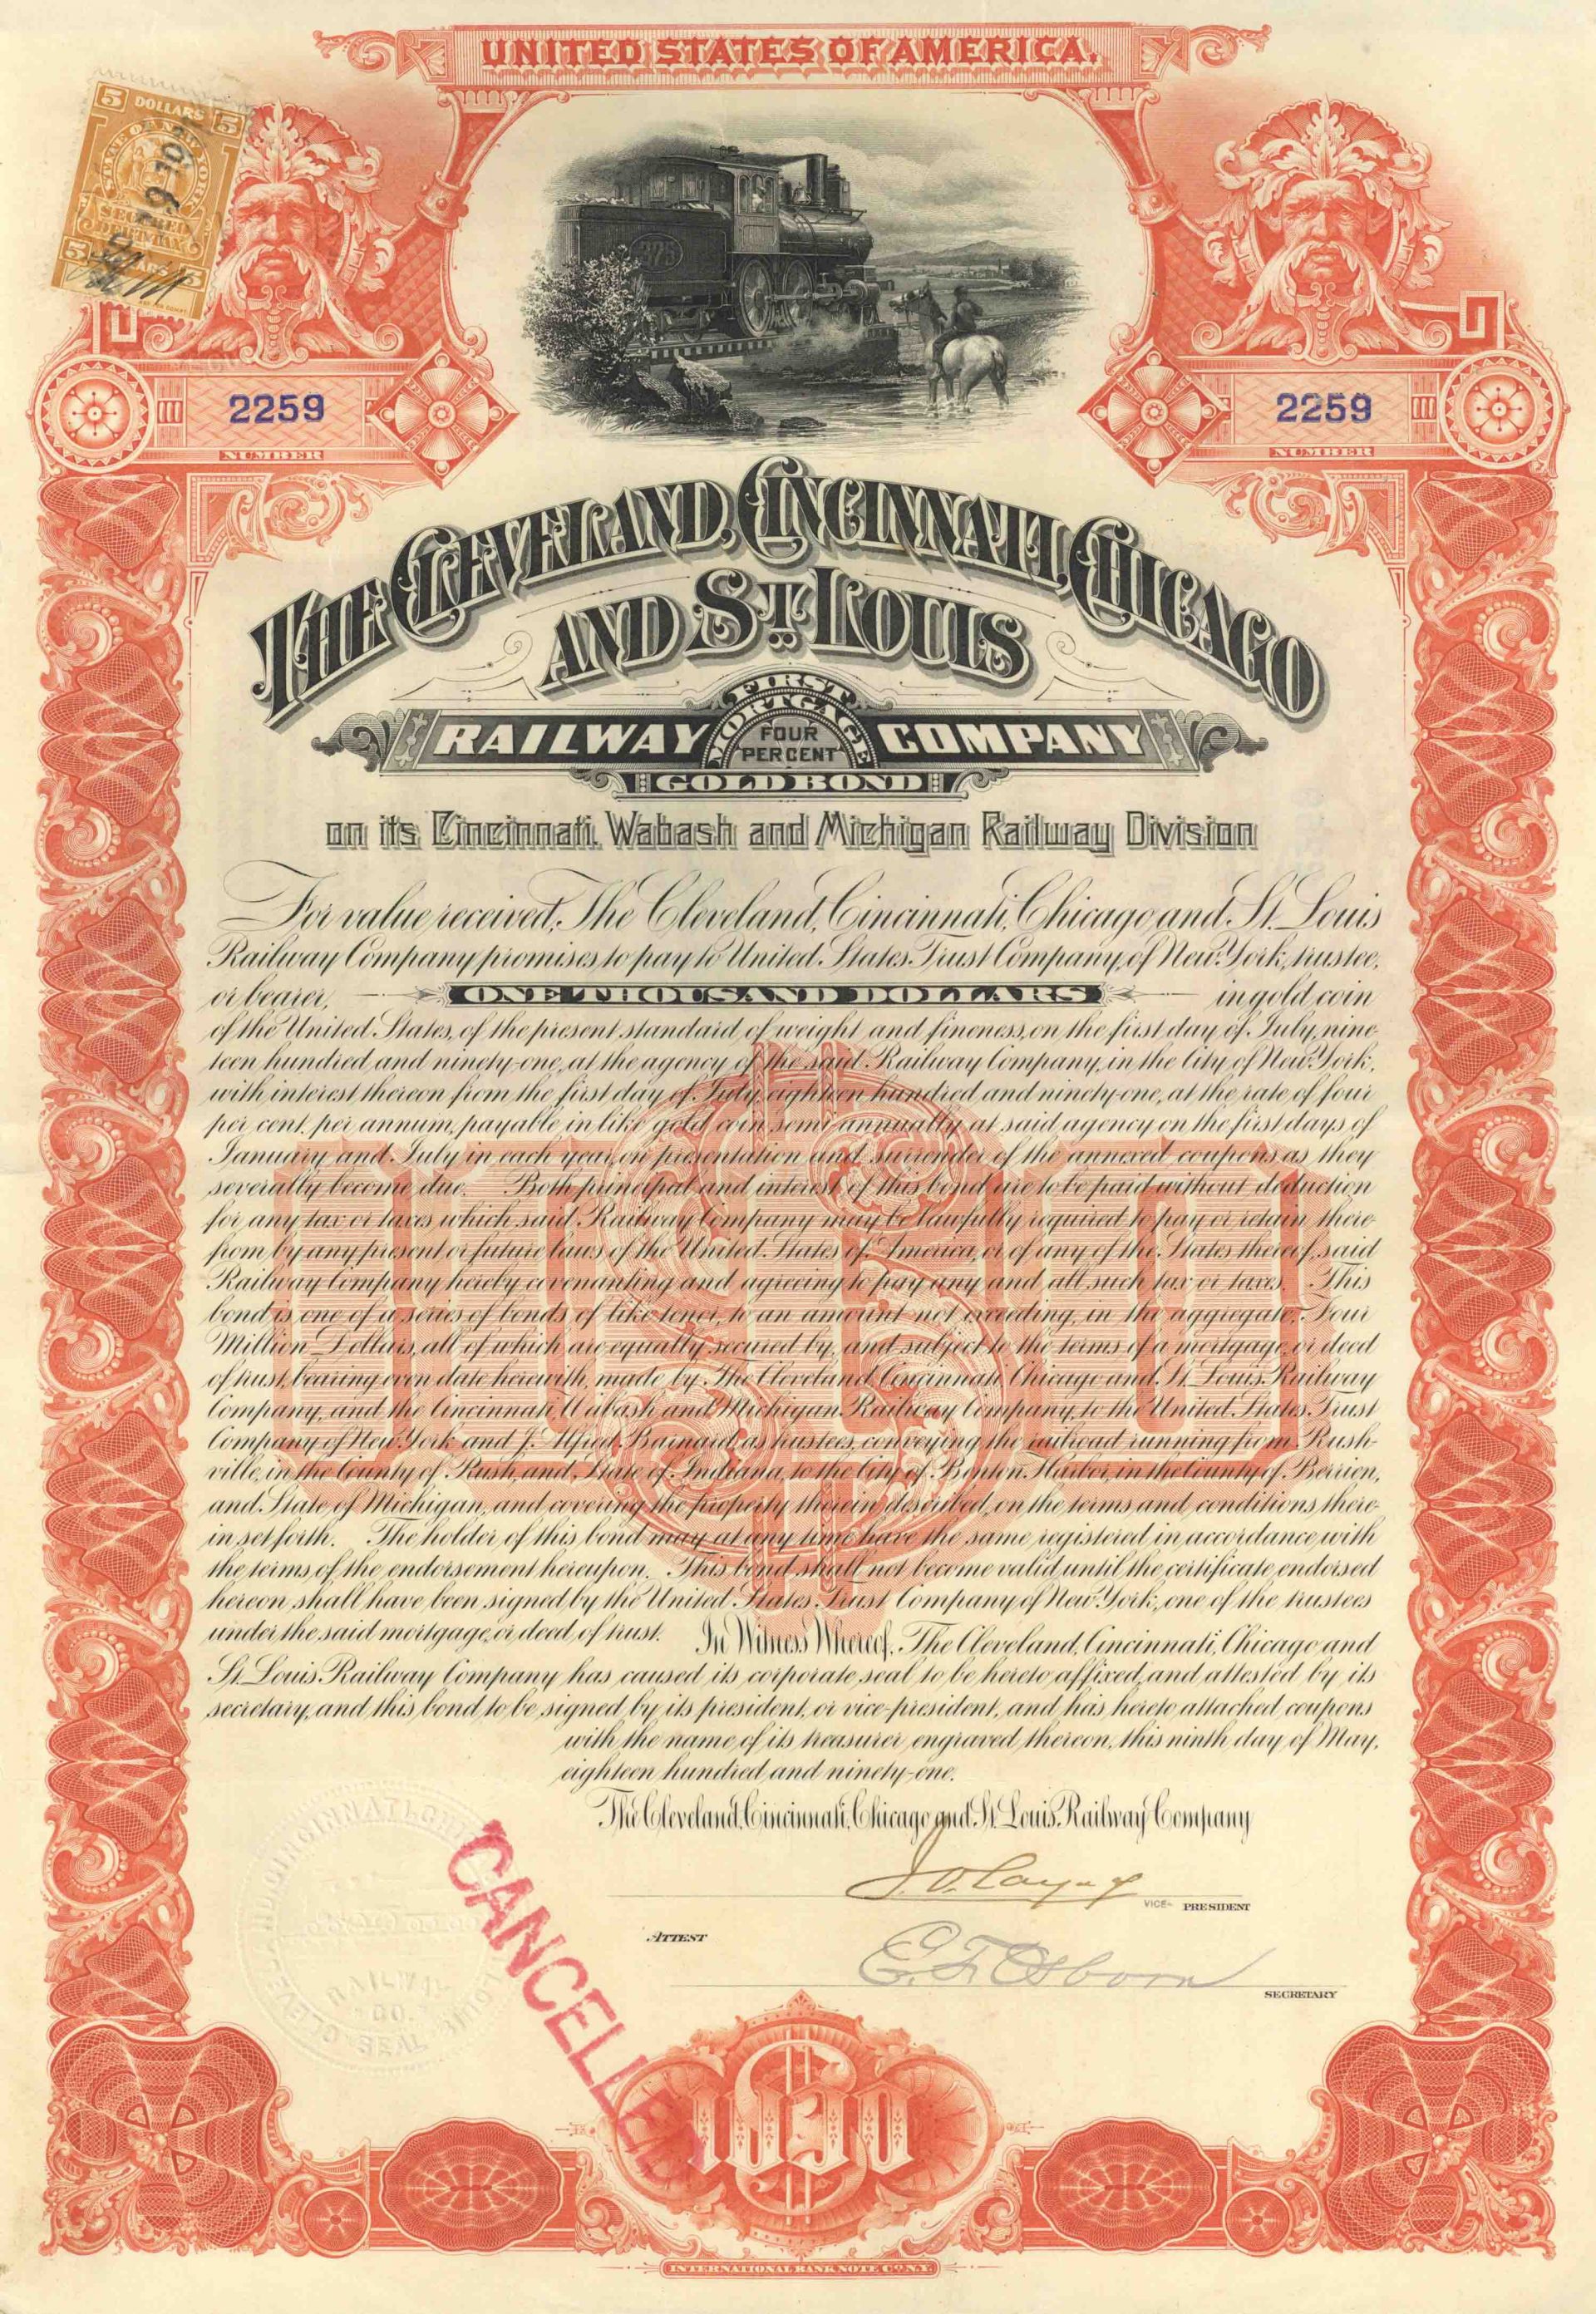 UNITED STATES OF AMERICA.
5 DOLLARS 5
STATE OF NEW YORK
SECURED
DEBT TAX
5 DOLLARS 5
375
2259
2259
NUMBER
NUMBER
THE CLEVELAND, CINCINNATI, CHICAGO
AND ST. LOUIS
FIRST
MORTGAGE
FOUR
PER CENT
RAILWAY COMPANY
GOLD BOND
on its Cincinnati, Wabash and Michigan Railway Division
For value received, The Cleveland, Cincinnati, Chicago and St. Louis
Railway Company promises to pay to United States Trust Company, of New York, trustee,
or bearer, ONE THOUSAND DOLLARS in gold coin
of the United States, of the present standard of weight and fineness, on the first day of July, nine-
teen hundred and ninety-one, at the agency of the said Railway Company, in the City of New York,
with interest thereon from the first day of July, eighteen hundred and ninety-one, at the rate of four
per cent. per annum, payable in like gold coin semi-annually at said agency on the first days of
January and July in each year, on presentation and surrender of the annexed coupons as they
severally become due. Both principal and interest of this bond are to be paid without deduction
for any tax or taxes which said Railway Company may be lawfully required to pay or retain there-
from by any present or future laws of the United States of America, or of any of the States thereof, said
Railway Company hereby covenanting and agreeing to pay any and all such tax or taxes. This
bond is one of a series of bonds of like tenor, to an amount not exceeding, in the aggregate, Four
Million Dollars, all of which are equally secured by, and subject to the terms of a mortgage, or deed
of trust, bearing even date herewith, made by The Cleveland, Cincinnati, Chicago and St. Louis Railway
Company, and the Cincinnati, Wabash and Michigan Railway Company, to the United States Trust
Company of New York and J. Alfred Barnard, as trustees, conveying the railroad running from Rush-
ville, in the County of Rush and State of Indiana, to the City of Benton Harbor, in the County of Berrien,
and State of Michigan, and covering the property therein described, on the terms and conditions there-
in set forth. The holder of this bond may at any time have the same registered in accordance with
the terms of the endorsement hereupon. This bond shall not become valid until the certificate endorsed
hereon shall have been signed by the United States Trust Company of New York, one of the trustees
under the said mortgage, or deed of trust. In Witness Whereof, The Cleveland, Cincinnati, Chicago and
St. Louis Railway Company has caused its corporate seal to be hereto affixed, and attested by its
secretary, and this bond to be signed by its president, or vice-president, and has hereto attached coupons
with the name of its treasurer engraved thereon, this ninth day of May,
eighteen hundred and ninety-one.
The Cleveland, Cincinnati, Chicago and St. Louis Railway Company
VICE- PRESIDENT
ATTEST
E. F. Osborn
SECRETARY
RAILWAY
CO.
SEAL
CANCELLED
$1000
INTERNATIONAL BANK NOTE CO. N.Y.